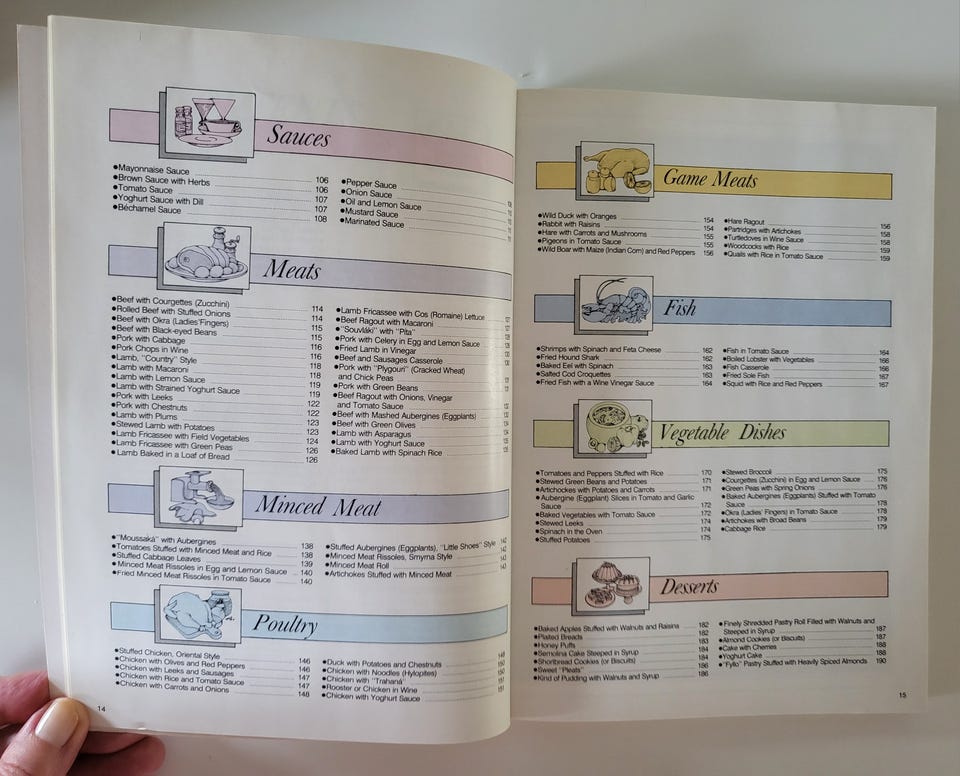 Sauces
•Mayonnaise Sauce 106
•Brown Sauce with Herbs 106
•Tomato Sauce 107
•Yoghurt Sauce with Dill 107
•Béchamel Sauce 108
•Pepper Sauce
•Onion Sauce
•Oil and Lemon Sauce
•Mustard Sauce
•Marinated Sauce
Meats
•Beef with Courgettes (Zucchini) 114
•Rolled Beef with Stuffed Onions 114
•Beef with Okra (Ladies' Fingers) 115
•Beef with Black-eyed Beans 115
•Pork with Cabbage 116
•Pork Chops in Wine 116
•Lamb, "Country" Style 118
•Lamb with Macaroni 118
•Lamb with Lemon Sauce 119
•Lamb with Strained Yoghurt Sauce 119
•Pork with Leeks 122
•Pork with Chestnuts 122
•Lamb with Plums 123
•Stewed Lamb with Potatoes 123
•Lamb Fricassee with Field Vegetables 124
•Lamb Fricassee with Green Peas 126
•Lamb Baked in a Loaf of Bread 126
•Lamb Fricassee with Cos (Romaine) Lettuce
•Beef Ragout with Macaroni
•"Souvláki" with "Pita"
•Pork with Celery in Egg and Lemon Sauce
•Fried Lamb in Vinegar
•Beef and Sausages Casserole
•Pork with "Plygouri" (Cracked Wheat)
and Chick Peas
•Pork with Green Beans
•Beef Ragout with Onions, Vinegar
and Tomato Sauce
•Beef with Mashed Aubergines (Eggplants)
•Beef with Green Olives
•Lamb with Asparagus
•Lamb with Yoghurt Sauce
•Baked Lamb with Spinach Rice
Minced Meat
•"Moussaká" with Aubergines 138
•Tomatoes Stuffed with Minced Meat and Rice 138
•Stuffed Cabbage Leaves 139
•Minced Meat Rissoles in Egg and Lemon Sauce 140
•Fried Minced Meat Rissoles in Tomato Sauce 140
•Stuffed Aubergines (Eggplants), "Little Shoes" Style 142
•Minced Meat Rissoles, Smyrna Style 142
•Minced Meat Roll 143
•Artichokes Stuffed with Minced Meat 143
Poultry
•Stuffed Chicken, Oriental Style 146
•Chicken with Olives and Red Peppers 146
•Chicken with Leeks and Sausages 147
•Chicken with Rice and Tomato Sauce 147
•Chicken with Carrots and Onions 148
•Duck with Potatoes and Chestnuts 148
•Chicken with Noodles (Hylopites) 150
•Chicken with "Trahaná" 151
•Rooster or Chicken in Wine 151
•Chicken with Yoghurt Sauce
14
Game Meats
•Wild Duck with Oranges 154
•Rabbit with Raisins 154
•Hare with Carrots and Mushrooms 155
•Pigeons in Tomato Sauce 155
•Wild Boar with Maize (Indian Corn) and Red Peppers 156
•Hare Ragout 156
•Partridges with Artichokes 158
•Turtledoves in Wine Sauce 158
•Woodcocks with Rice 159
•Quails with Rice in Tomato Sauce 159
Fish
•Shrimps with Spinach and Feta Cheese 162
•Fried Hound Shark 162
•Baked Eel with Spinach 163
•Salted Cod Croquettes 163
•Fried Fish with a Wine Vinegar Sauce 164
•Fish in Tomato Sauce 164
•Boiled Lobster with Vegetables 166
•Fish Casserole 166
•Fried Sole Fish 167
•Squid with Rice and Red Peppers 167
Vegetable Dishes
•Tomatoes and Peppers Stuffed with Rice 170
•Stewed Green Beans and Potatoes 171
•Artichockes with Potatoes and Carrots 171
•Aubergine (Eggplant) Slices in Tomato and Garlic
Sauce 172
•Baked Vegetables with Tomato Sauce 172
•Stewed Leeks 174
•Spinach in the Oven 174
•Stuffed Potatoes 175
•Stewed Broccoli 175
•Courgettes (Zucchini) in Egg and Lemon Sauce 176
•Green Peas with Spring Onions 176
•Baked Aubergines (Eggplants) Stuffed with Tomato
Sauce 178
•Okra (Ladies' Fingers) in Tomato Sauce 178
•Artichokes with Broad Beans 179
•Cabbage Rice 179
Desserts
•Baked Apples Stuffed with Walnuts and Raisins 182
•Plaited Breads 182
•Honey Puffs 183
•Semolina Cake Steeped in Syrup 184
•Shortbread Cookies (or Biscuits) 184
•Sweet "Pleats" 186
•Kind of Pudding with Walnuts and Syrup 186
•Finely Shredded Pastry Roll Filled with Walnuts and
Steeped in Syrup 187
•Almond Cookies (or Biscuits) 187
•Cake with Cherries 188
•Yoghurt Cake 188
•"Fyllo" Pastry Stuffed with Heavily Spiced Almonds 190
15